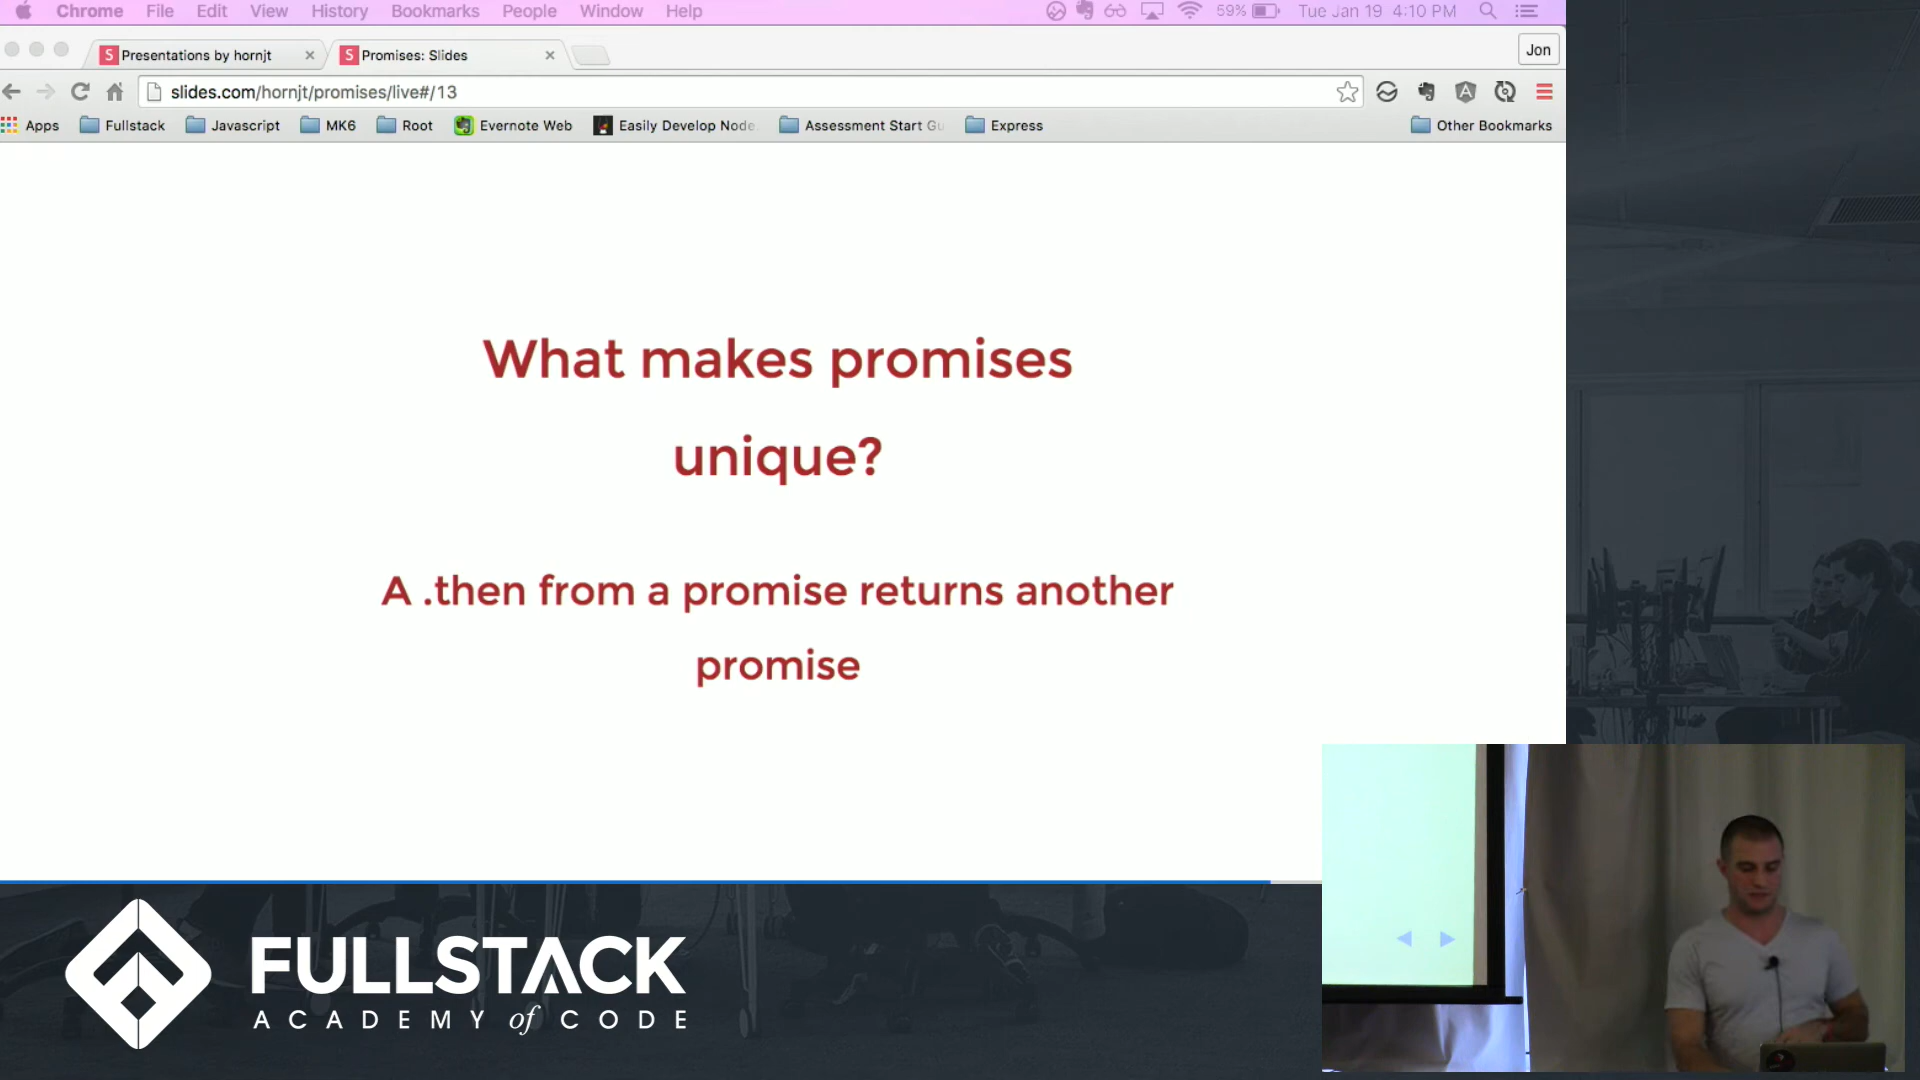 Chrome File Edit View History Bookmarks People Window Help 59% Tue Jan 19 4:10 PM
Presentations by hornjt Promises: Slides Jon
slides.com/hornjt/promises/live#/13
Apps Fullstack Javascript MK6 Root Evernote Web Easily Develop Node Assessment Start Gu Express Other Bookmarks
What makes promises
unique?
A .then from a promise returns another
promise
FULLSTACK
ACADEMY of CODE